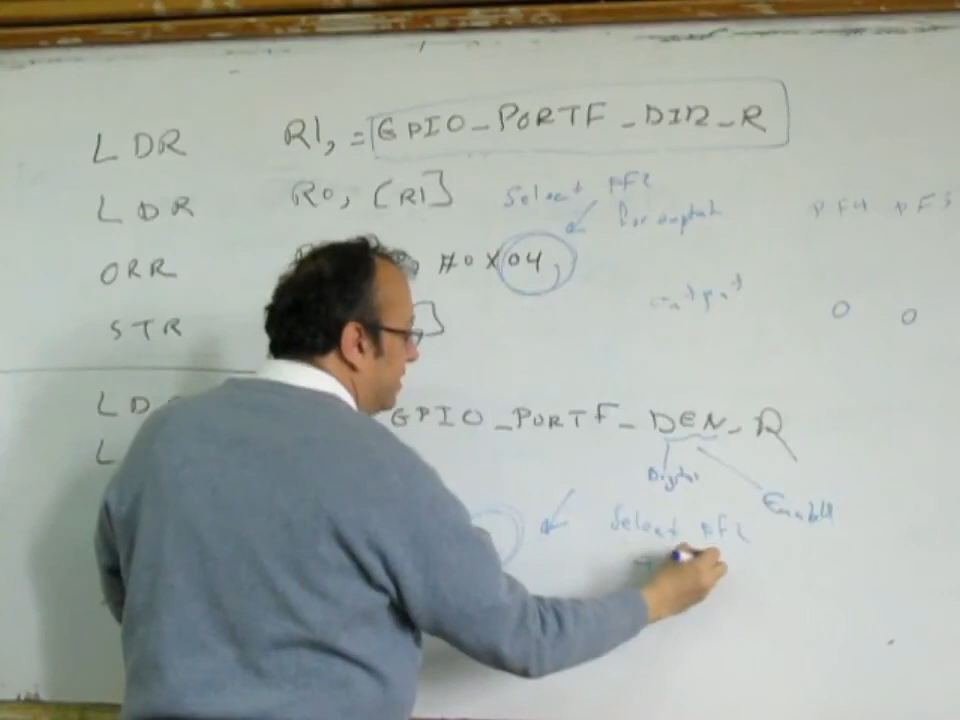 LDR R1, = GPIO_PORTF_DIR_R
LDR R0, [R1] Select PF2
for output PF4 PF3
ORR #0X04,
output 0 0
STR ]
LD GPIO_PORTF_DEN_R
L
Digital
Enable
Select PF2